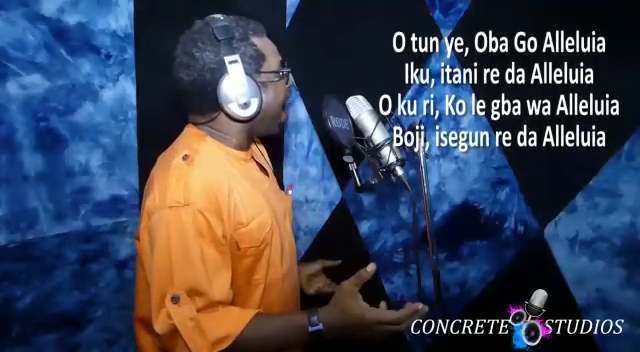 O tun ye, Oba Go Alleluia
Iku, itani re da Alleluia
O ku ri, Ko le gba wa Alleluia
Boji, isegun re da Alleluia
RODE
CONCRETE STUDIOS